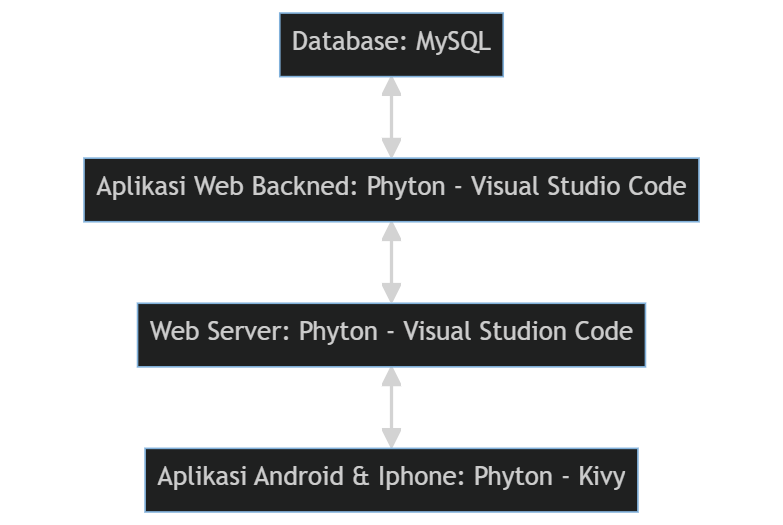 Database: MySQL
Aplikasi Web Backned: Phyton - Visual Studio Code
Web Server: Phyton - Visual Studion Code
Aplikasi Android & Iphone: Phyton - Kivy